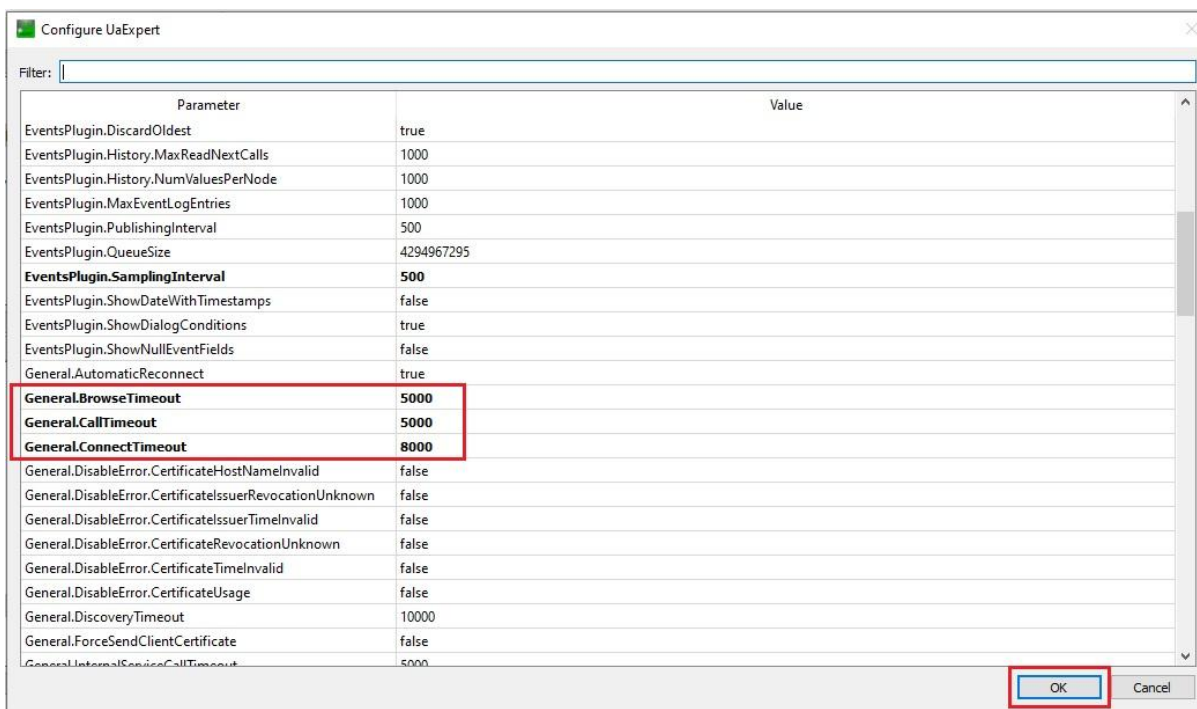 Configure UaExpert
Filter:
Parameter Value
EventsPlugin.DiscardOldest true
EventsPlugin.History.MaxReadNextCalls 1000
EventsPlugin.History.NumValuesPerNode 1000
EventsPlugin.MaxEventLogEntries 1000
EventsPlugin.PublishingInterval 500
EventsPlugin.QueueSize 4294967295
EventsPlugin.SamplingInterval 500
EventsPlugin.ShowDateWithTimestamps false
EventsPlugin.ShowDialogConditions true
EventsPlugin.ShowNullEventFields false
General.AutomaticReconnect true
General.BrowseTimeout 5000
General.CallTimeout 5000
General.ConnectTimeout 8000
General.DisableError.CertificateHostNameInvalid false
General.DisableError.CertificateIssuerRevocationUnknown false
General.DisableError.CertificateIssuerTimeInvalid false
General.DisableError.CertificateRevocationUnknown false
General.DisableError.CertificateTimeInvalid false
General.DisableError.CertificateUsage false
General.DiscoveryTimeout 10000
General.ForceSendClientCertificate false
General.InternalServiceCallTimeout 5000
OK Cancel